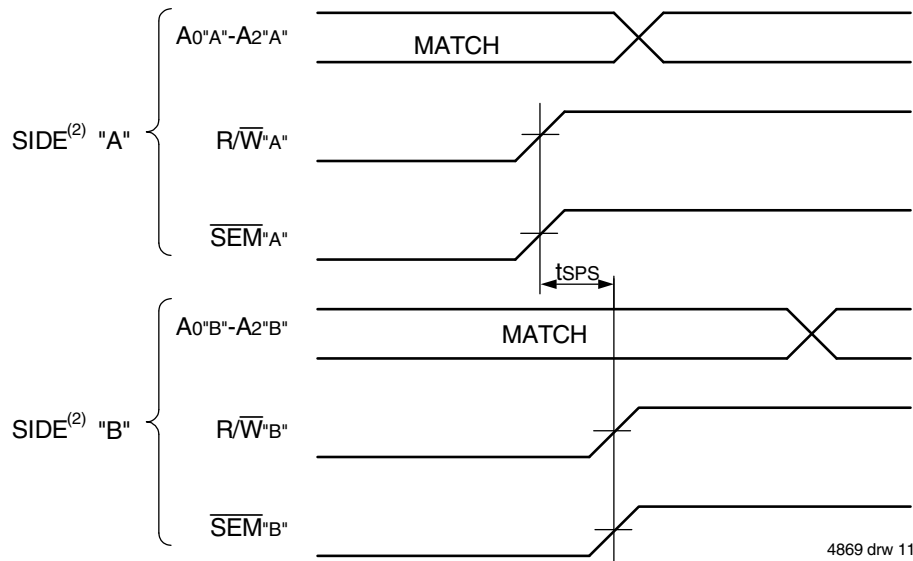 A0"A"-A2"A"
MATCH
SIDE(2) "A"
R/W"A"
SEM"A"
tSPS
A0"B"-A2"B"
MATCH
SIDE(2) "B"
R/W"B"
SEM"B"
4869 drw 11